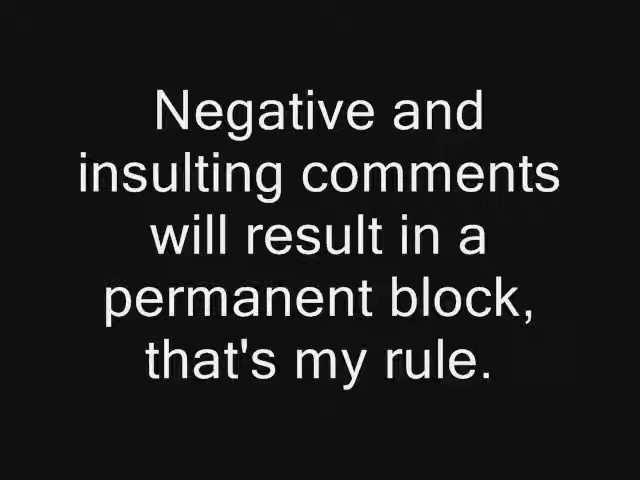 Negative and
insulting comments
will result in a
permanent block,
that's my rule.